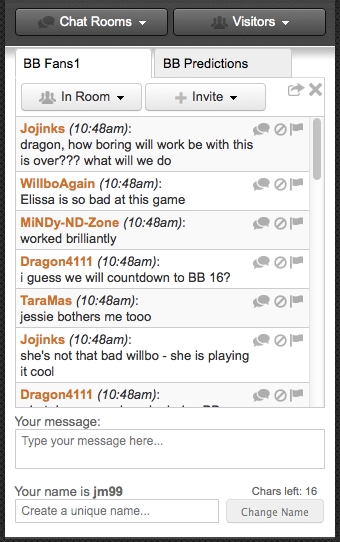 Chat Rooms Visitors
BB Fans1 BB Predictions
In Room Invite
Jojinks (10:48am):
dragon, how boring will work be with this
is over??? what will we do
WillboAgain (10:48am):
Elissa is so bad at this game
MiNDy-ND-Zone (10:48am):
worked brilliantly
Dragon4111 (10:48am):
i guess we will countdown to BB 16?
TaraMas (10:48am):
jessie bothers me tooo
Jojinks (10:48am):
she's not that bad willbo - she is playing
it cool
Dragon4111 (10:48am):
Your message:
Type your message here...
Your name is jm99 Chars left: 16
Create a unique name... Change Name